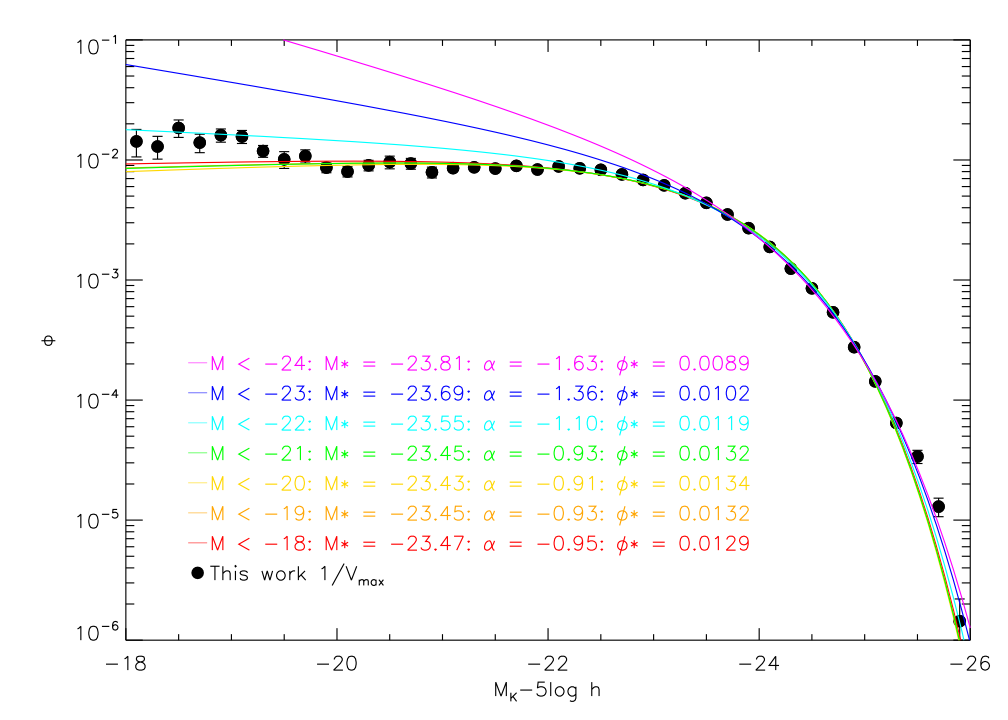 10⁻¹
10⁻²
10⁻³
10⁻⁴
10⁻⁵
10⁻⁶
ϕ
M < −24: M* = −23.81: α = −1.63: ϕ* = 0.0089
M < −23: M* = −23.69: α = −1.36: ϕ* = 0.0102
M < −22: M* = −23.55: α = −1.10: ϕ* = 0.0119
M < −21: M* = −23.45: α = −0.93: ϕ* = 0.0132
M < −20: M* = −23.43: α = −0.91: ϕ* = 0.0134
M < −19: M* = −23.45: α = −0.93: ϕ* = 0.0132
M < −18: M* = −23.47: α = −0.95: ϕ* = 0.0129
This work 1/Vmax
−18 −20 −22 −24 −26
M_K−5log h